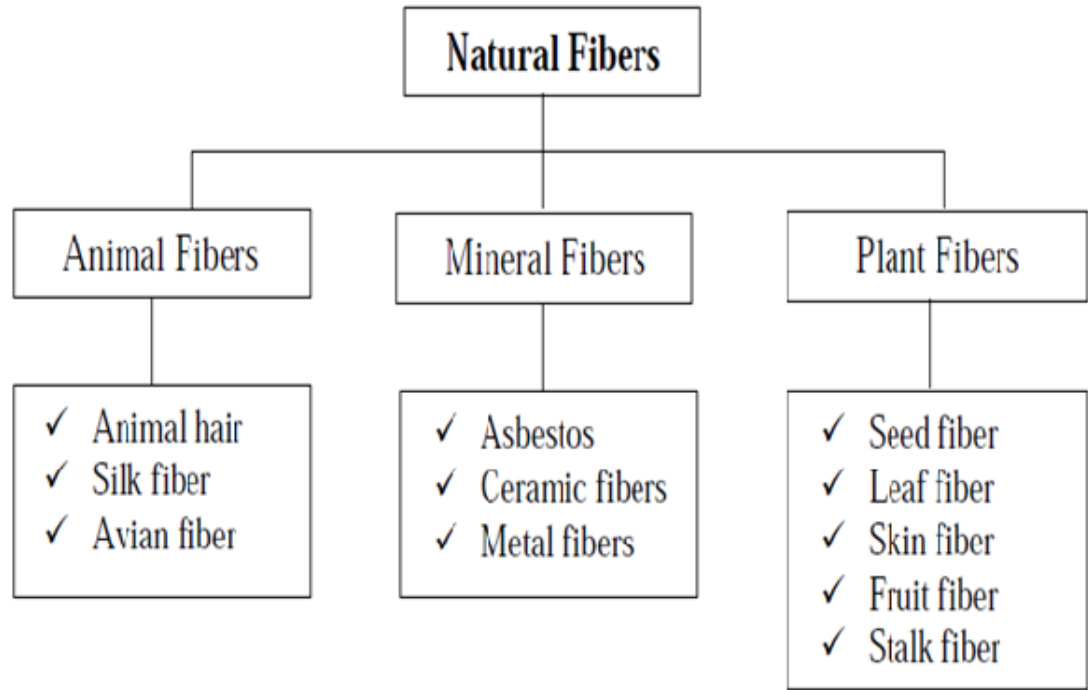 Natural Fibers
Animal Fibers
Mineral Fibers
Plant Fibers
✓ Animal hair
✓ Silk fiber
✓ Avian fiber
✓ Asbestos
✓ Ceramic fibers
✓ Metal fibers
✓ Seed fiber
✓ Leaf fiber
✓ Skin fiber
✓ Fruit fiber
✓ Stalk fiber